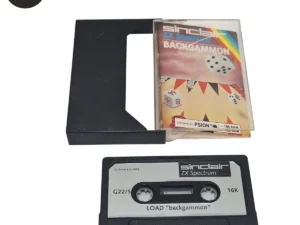 sinclair
BACKGAMMON
PSION
sinclair
ZX Spectrum
G22/S
16K
LOAD "backgammon"